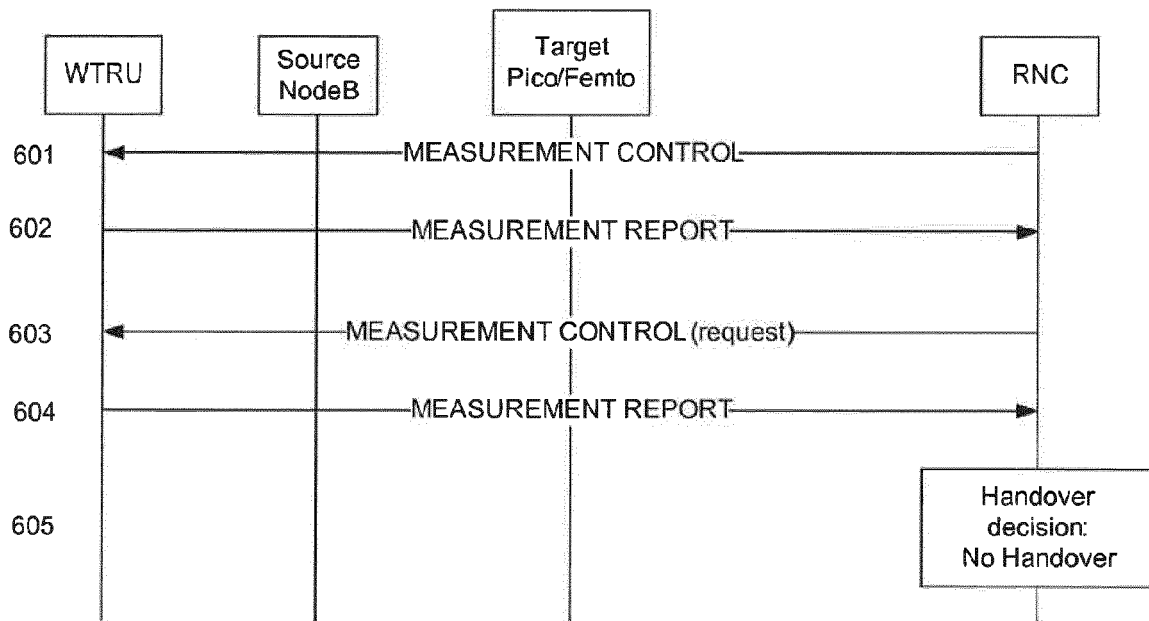 WTRU
Source
NodeB
Target
Pico/Femto
RNC
601
MEASUREMENT CONTROL
602
MEASUREMENT REPORT
603
MEASUREMENT CONTROL (request)
604
MEASUREMENT REPORT
605
Handover
decision:
No Handover